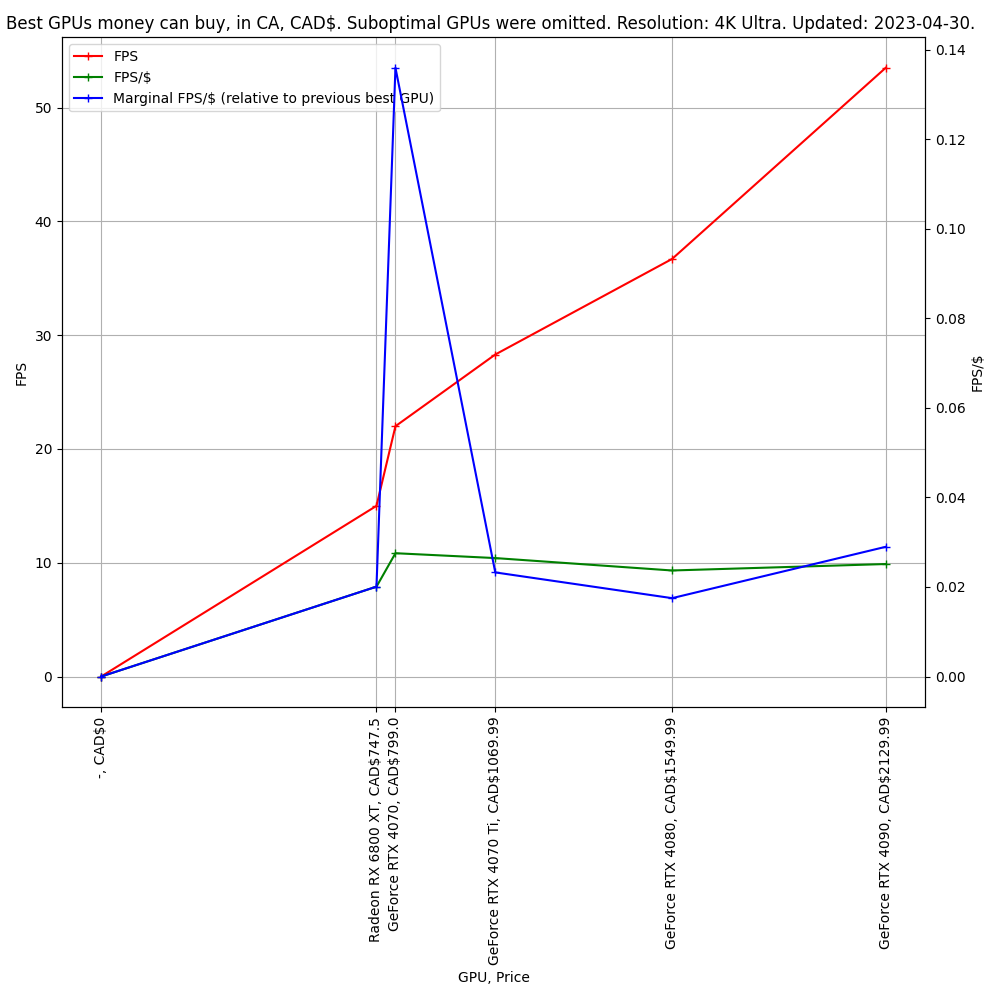 Best GPUs money can buy, in CA, CAD$. Suboptimal GPUs were omitted. Resolution: 4K Ultra. Updated: 2023-04-30.
FPS
FPS/$
Marginal FPS/$ (relative to previous best GPU)
50
40
30
20
10
0
FPS
0.14
0.12
0.10
0.08
0.06
0.04
0.02
0.00
FPS/$
-, CAD$0
Radeon RX 6800 XT, CAD$747.5
GeForce RTX 4070, CAD$799.0
GeForce RTX 4070 Ti, CAD$1069.99
GeForce RTX 4080, CAD$1549.99
GeForce RTX 4090, CAD$2129.99
GPU, Price